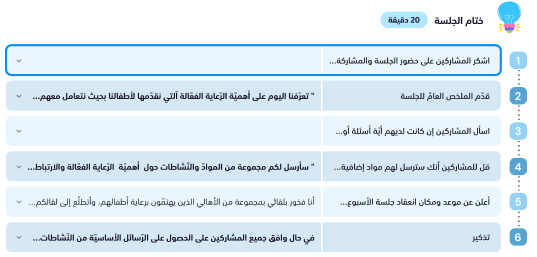 ختام الجلسة
20 دقيقة
1
اشكر المشاركين على حضور الجلسة والمشاركة...
2
قدّم الملخص العامّ للجلسة
" تعرّفنا اليوم على أهميّة الرّعاية الفعّالة الّتي نقدّمها لأطفالنا بحيث نتعامل معهم...
3
اسأل المشاركين إن كانت لديهم أيّة أسئلة أو...
4
قل للمشاركين أنك سترسل لهم مواد إضافية...
" سأرسل لكم مجموعة من الموادّ والنّشاطات حول أهميّة الرّعاية الفعّالة والارتباط...
5
أعلن عن موعد ومكان انعقاد جلسة الأسبوع...
أنا فخور بلقائي بمجموعة من الأهالي الذين يهتمّون برعاية أطفالهم، وأتطلّع إلى لقائكم...
6
تذكير
في حال وافق جميع المشاركين على الحصول على الرّسائل الأساسيّة من النّشاطات...